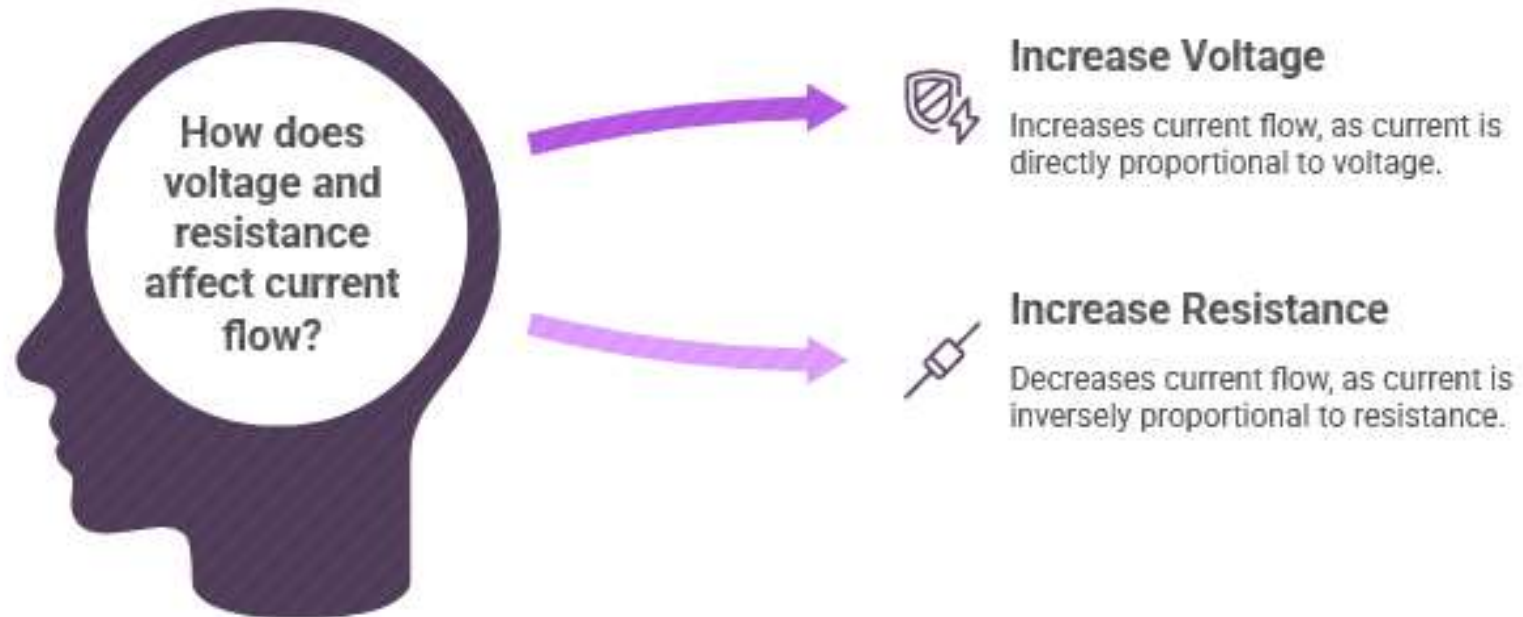 How does
voltage and
resistance
affect current
flow?
Increase Voltage
Increases current flow, as current is
directly proportional to voltage.
Increase Resistance
Decreases current flow, as current is
inversely proportional to resistance.